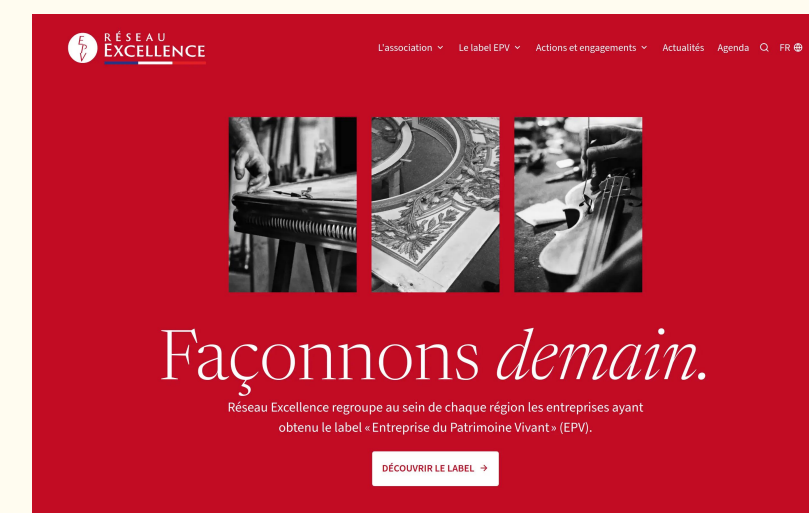 RÉSEAU
EXCELLENCE
EPV
L'association
Le label EPV
Actions et engagements
Actualités
Agenda
FR
Façonnons demain.
Réseau Excellence regroupe au sein de chaque région les entreprises ayant
obtenu le label « Entreprise du Patrimoine Vivant » (EPV).
DÉCOUVRIR LE LABEL →